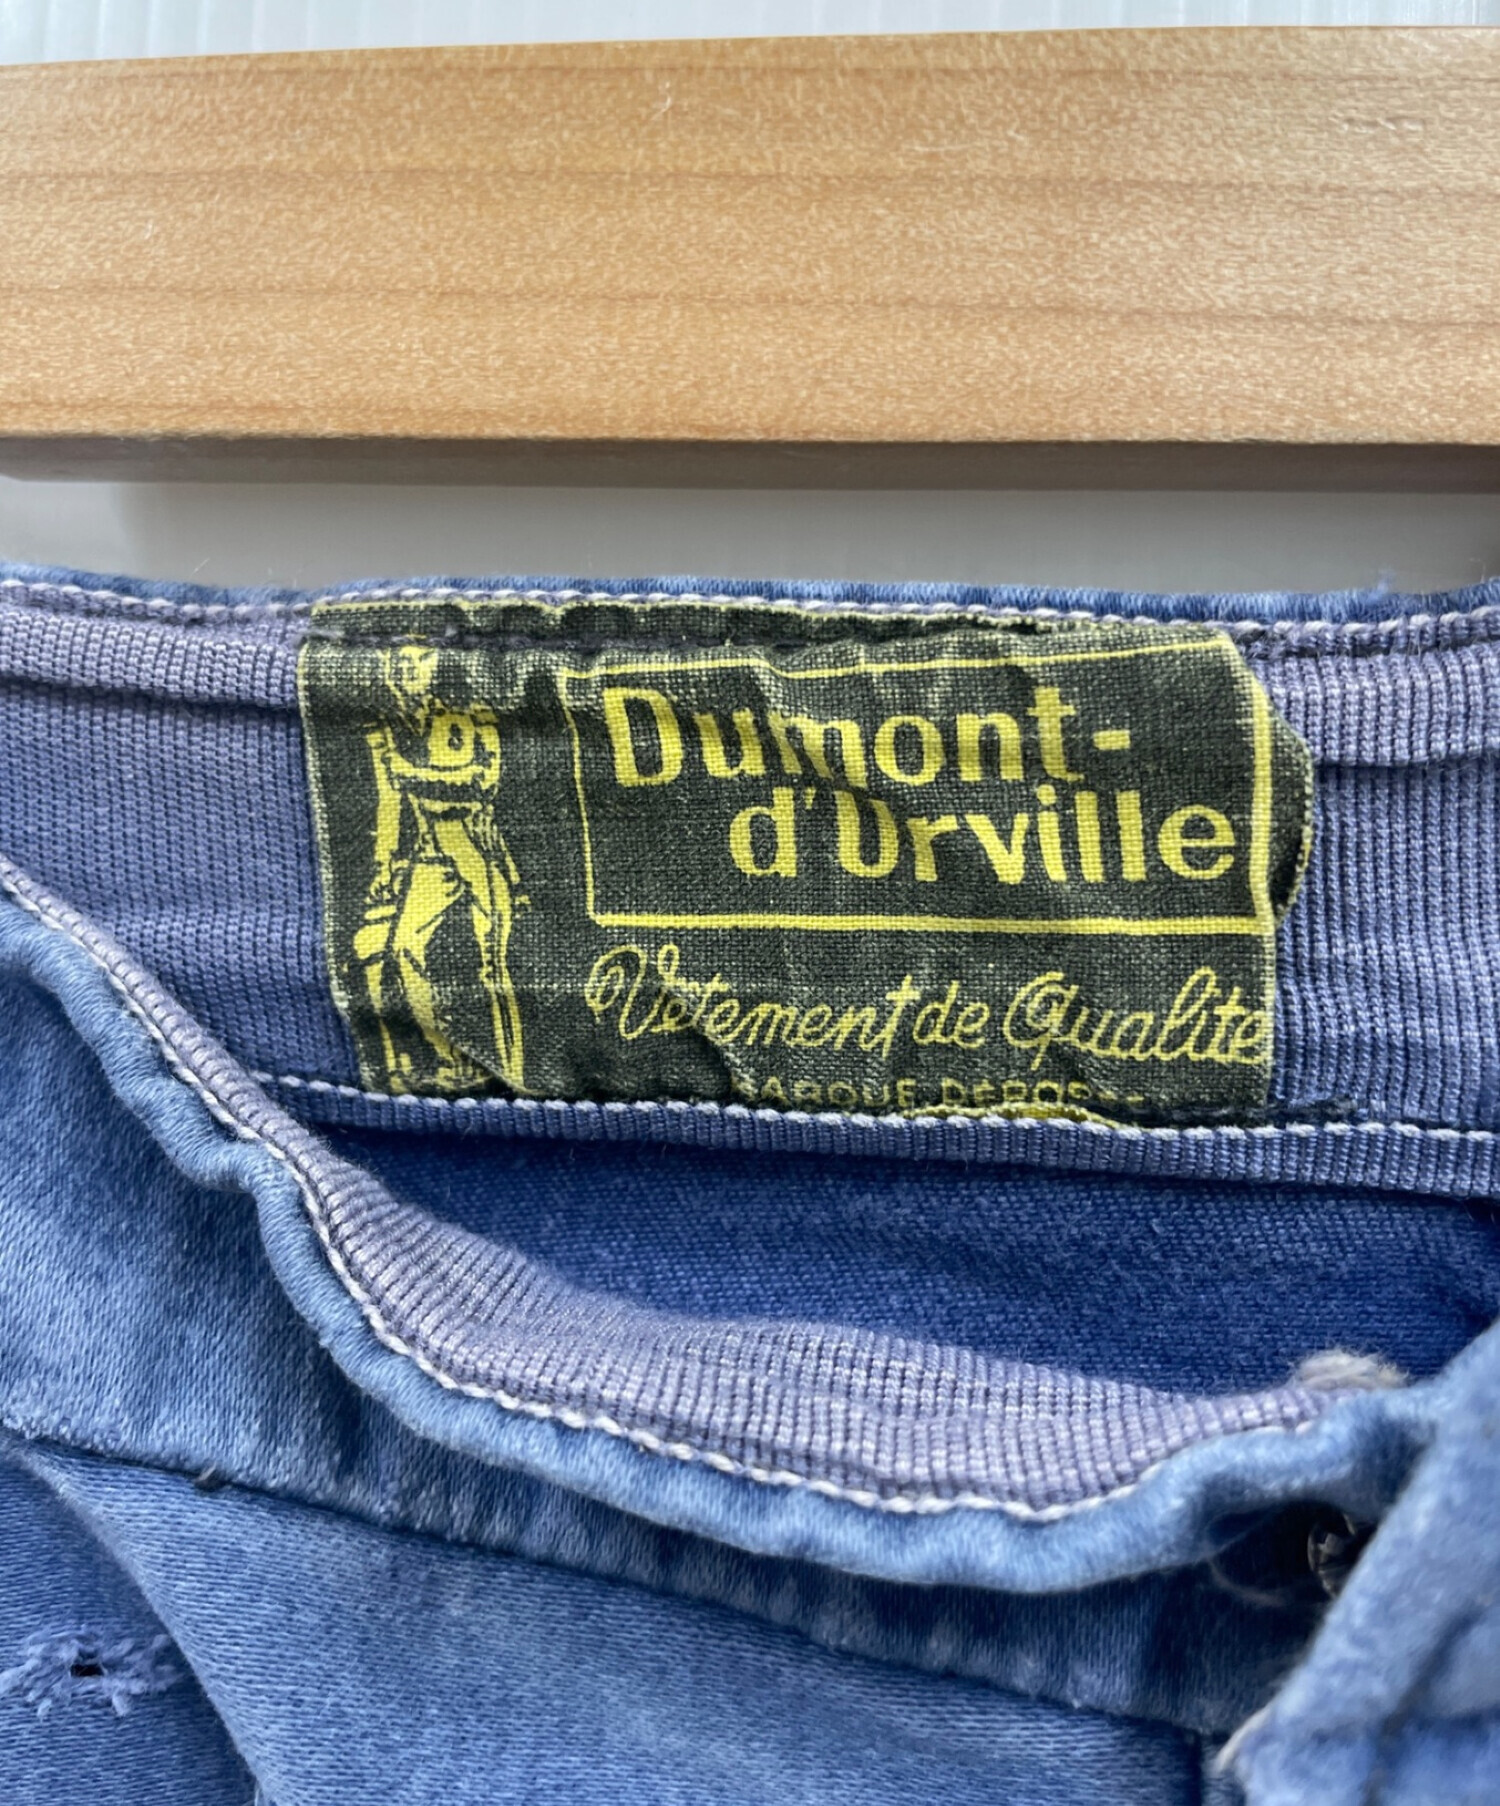 Dumont-
d'Urville
Vêtement de Qualité